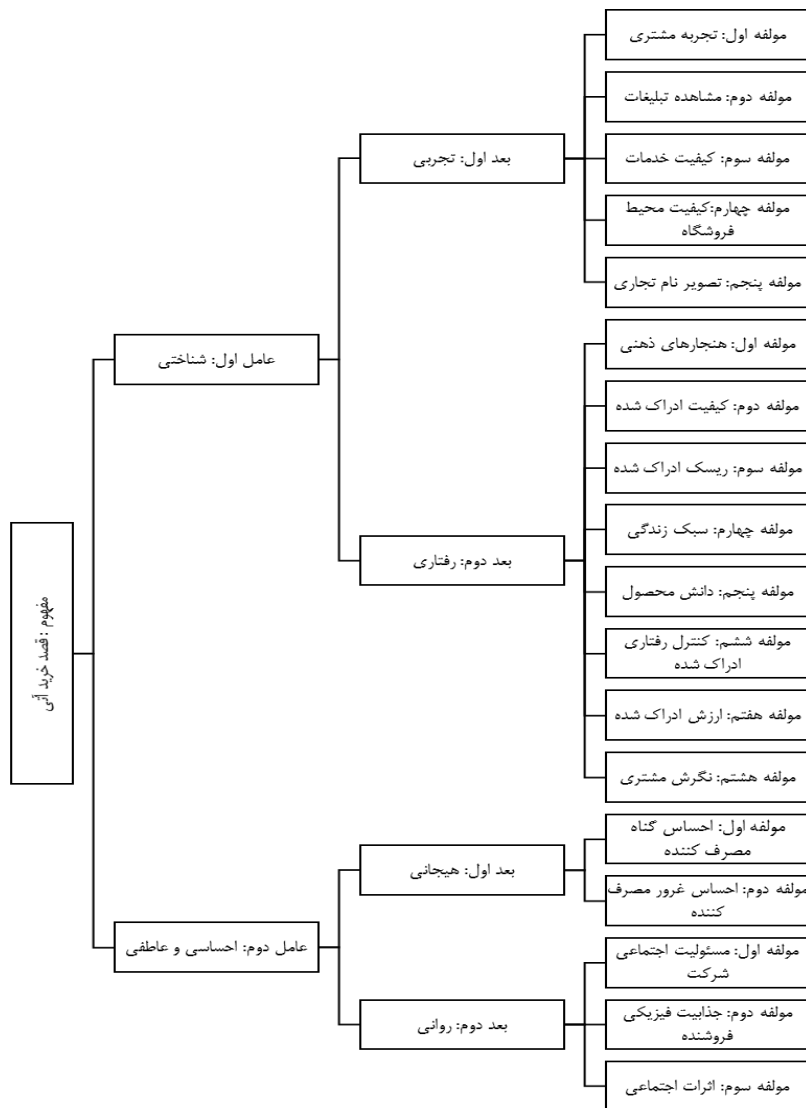 مفهوم : قصد خرید آتی
عامل اول: شناختی
بعد اول: تجربی
مولفه اول: تجربه مشتری
مولفه دوم: مشاهده تبلیغات
مولفه سوم: کیفیت خدمات
مولفه چهارم:کیفیت محیط
فروشگاه
مولفه پنجم: تصویر نام تجاری
بعد دوم: رفتاری
مولفه اول: هنجارهای ذهنی
مولفه دوم: کیفیت ادراک شده
مولفه سوم: ریسک ادراک شده
مولفه چهارم: سبک زندگی
مولفه پنجم: دانش محصول
مولفه ششم: کنترل رفتاری
ادراک شده
مولفه هفتم: ارزش ادراک شده
مولفه هشتم: نگرش مشتری
عامل دوم: احساسی و عاطفی
بعد اول: هیجانی
مولفه اول: احساس گناه
مصرف کننده
مولفه دوم: احساس غرور مصرف
کننده
بعد دوم: روانی
مولفه اول: مسئولیت اجتماعی
شرکت
مولفه دوم: جذابیت فیزیکی
فروشنده
مولفه سوم: اثرات اجتماعی